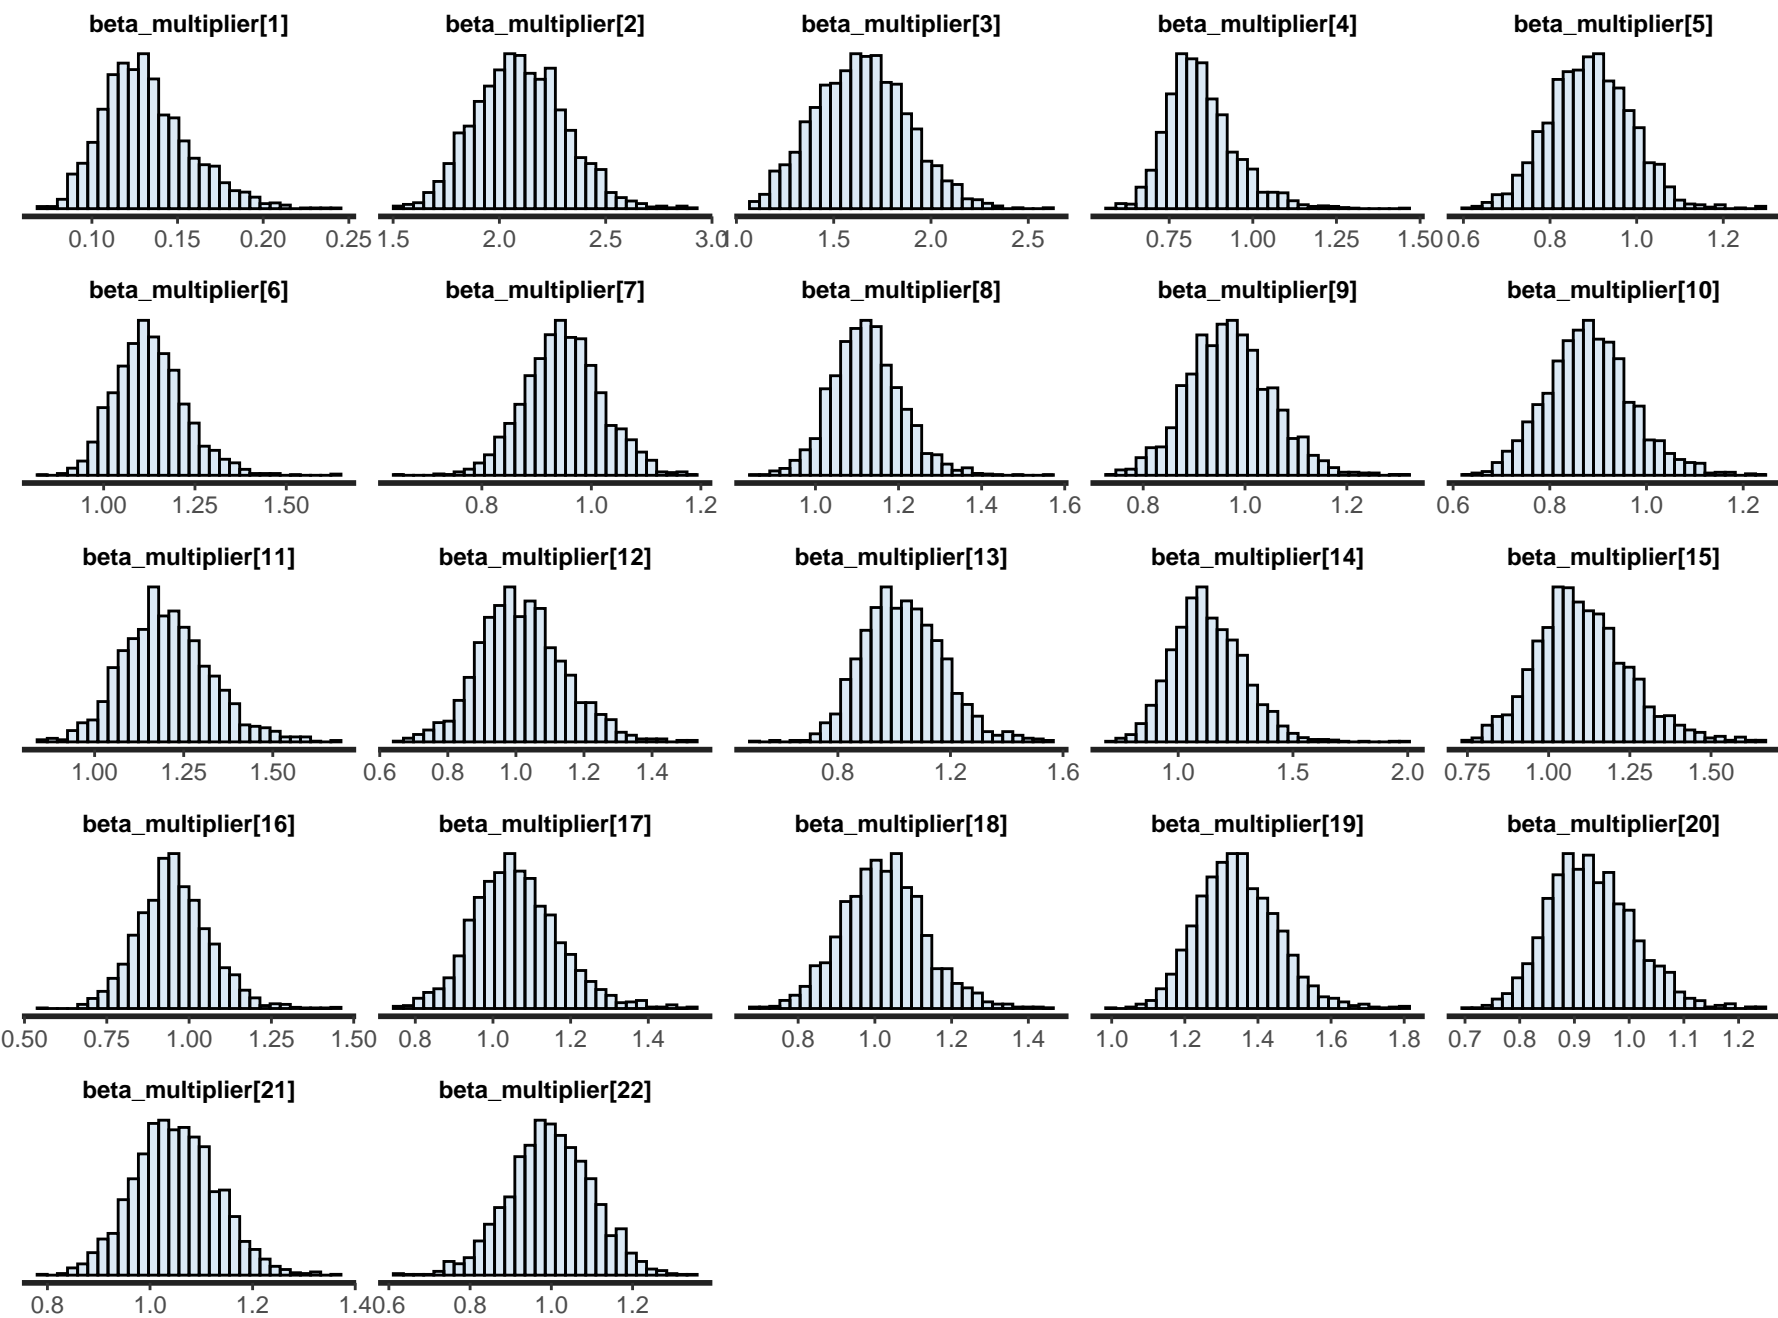 beta_multiplier[1] beta_multiplier[2] beta_multiplier[3] beta_multiplier[4] beta_multiplier[5]
0.10 0.15 0.20 0.25 1.5 2.0 2.5 3.0 1.0 1.5 2.0 2.5 0.75 1.00 1.25 1.50 0.6 0.8 1.0 1.2
beta_multiplier[6] beta_multiplier[7] beta_multiplier[8] beta_multiplier[9] beta_multiplier[10]
1.00 1.25 1.50 0.8 1.0 1.2 1.0 1.2 1.4 1.6 0.8 1.0 1.2 0.6 0.8 1.0 1.2
beta_multiplier[11] beta_multiplier[12] beta_multiplier[13] beta_multiplier[14] beta_multiplier[15]
1.00 1.25 1.50 0.6 0.8 1.0 1.2 1.4 0.8 1.2 1.6 1.0 1.5 2.0 0.75 1.00 1.25 1.50
beta_multiplier[16] beta_multiplier[17] beta_multiplier[18] beta_multiplier[19] beta_multiplier[20]
0.50 0.75 1.00 1.25 1.50 0.8 1.0 1.2 1.4 0.8 1.0 1.2 1.4 1.0 1.2 1.4 1.6 1.8 0.7 0.8 0.9 1.0 1.1 1.2
beta_multiplier[21] beta_multiplier[22]
0.8 1.0 1.2 1.4 0.6 0.8 1.0 1.2